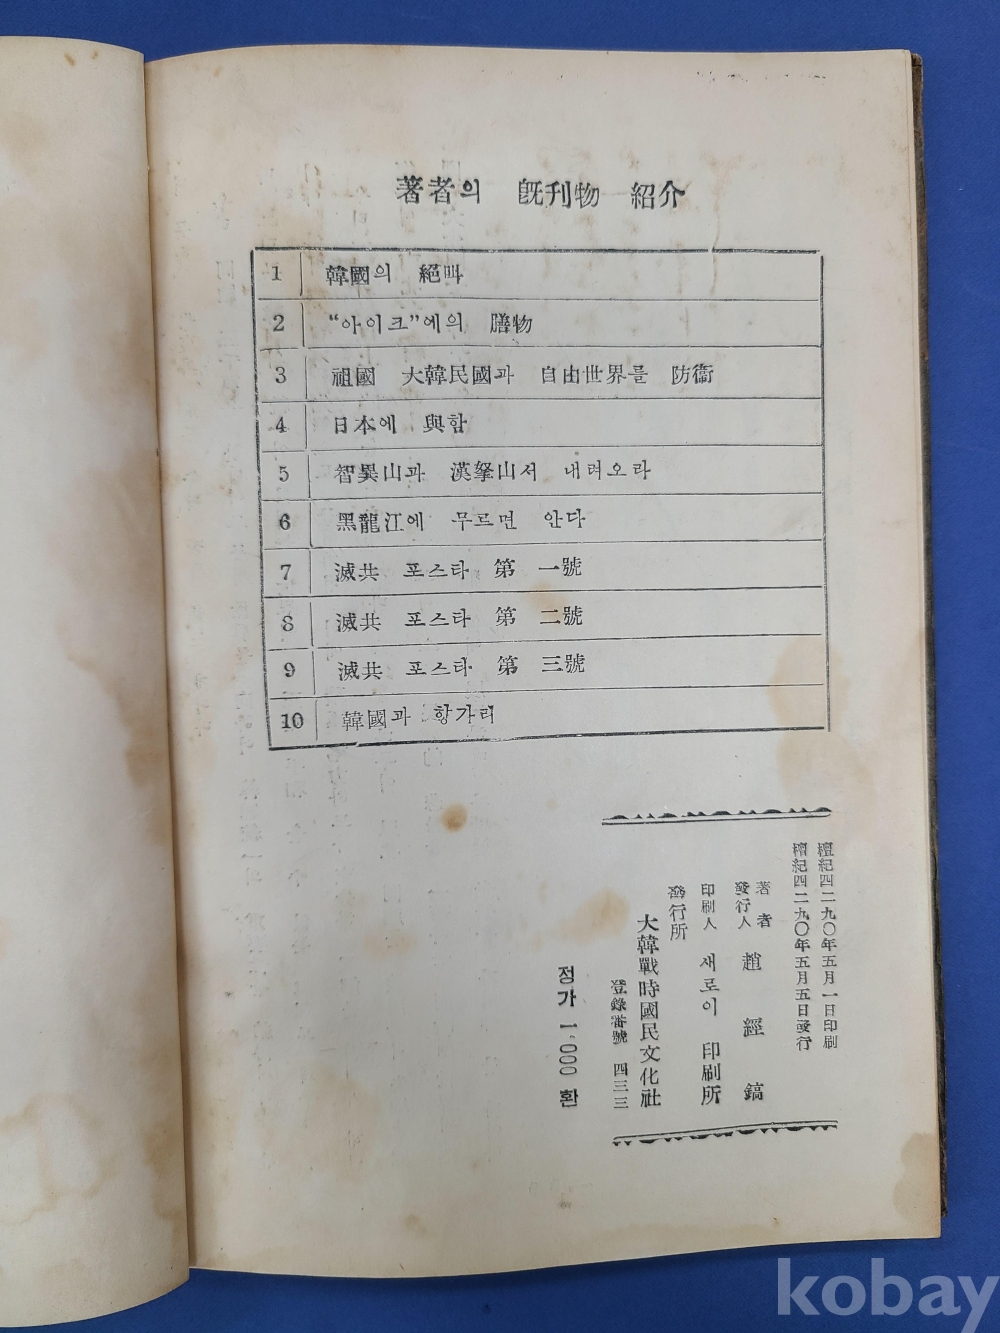 著者의 旣刊物 紹介
1 韓國의 絕叫
2 “아이크”에의 膳物
3 祖國 大韓民國과 自由世界를 防衞
4 日本에 與함
5 智異山과 漢拏山서 내려오라
6 黑龍江에 무르면 안다
7 滅共 포스타 第 一號
8 滅共 포스타 第 二號
9 滅共 포스타 第 三號
10 韓國과 항가리
檀紀四二九〇年五月一日印刷
檀紀四二九〇年五月五日發行
著者
發行人 趙經鎬
印刷人 새로이 印刷所
發行所
大韓戰時國民文化社
登錄番號 四三三
정가 1,000환
kobay